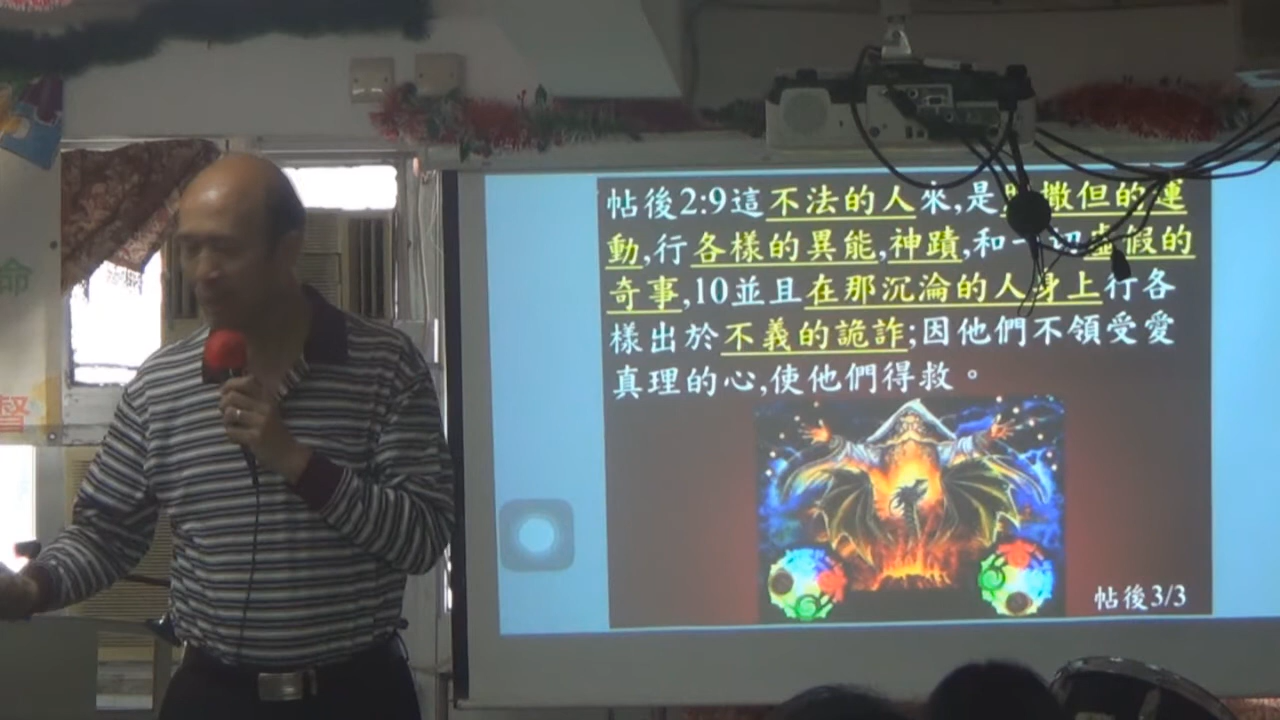 帖後2:9這不法的人來,是 撒但的運
動,行各樣的異能,神蹟,和一切虛假的
奇事,10並且在那沉淪的人身上行各
樣出於不義的詭詐;因他們不領受愛
真理的心,使他們得救。
帖後3/3
命
督